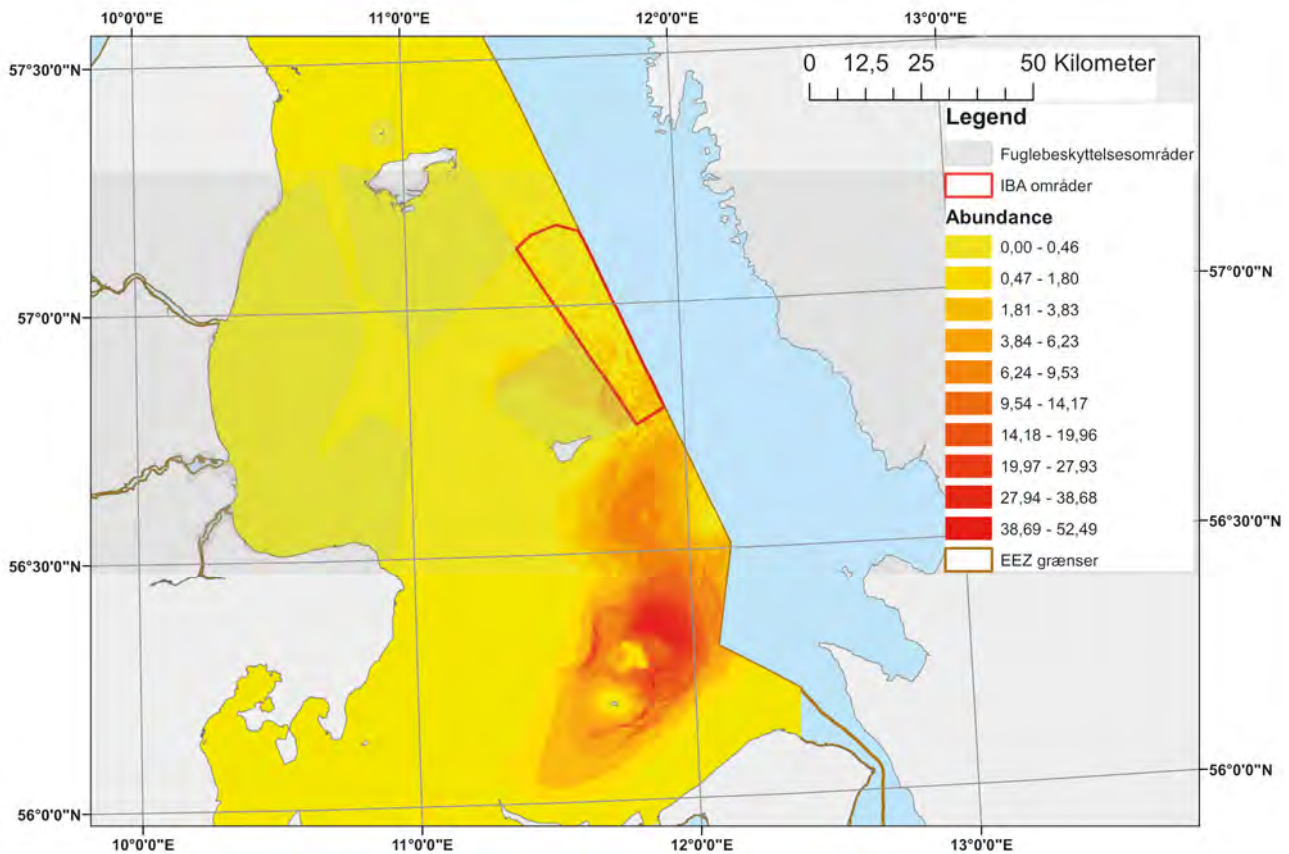 10°0'0"E 11°0'0"E 12°0'0"E 13°0'0"E
0 12,5 25 50 Kilometer
57°30'0"N
Legend
Fuglebeskyttelsesområder
IBA områder
Abundance
0,00 - 0,46
0,47 - 1,80
57°0'0"N
1,81 - 3,83
57°0'0"N
3,84 - 6,23
6,24 - 9,53
9,54 - 14,17
14,18 - 19,96
19,97 - 27,93
27,94 - 38,68
56°30'0"N
38,69 - 52,49
56°30'0"N
EEZ grænser
56°0'0"N
56°0'0"N
10°0'0"E 11°0'0"E 12°0'0"E 13°0'0"E